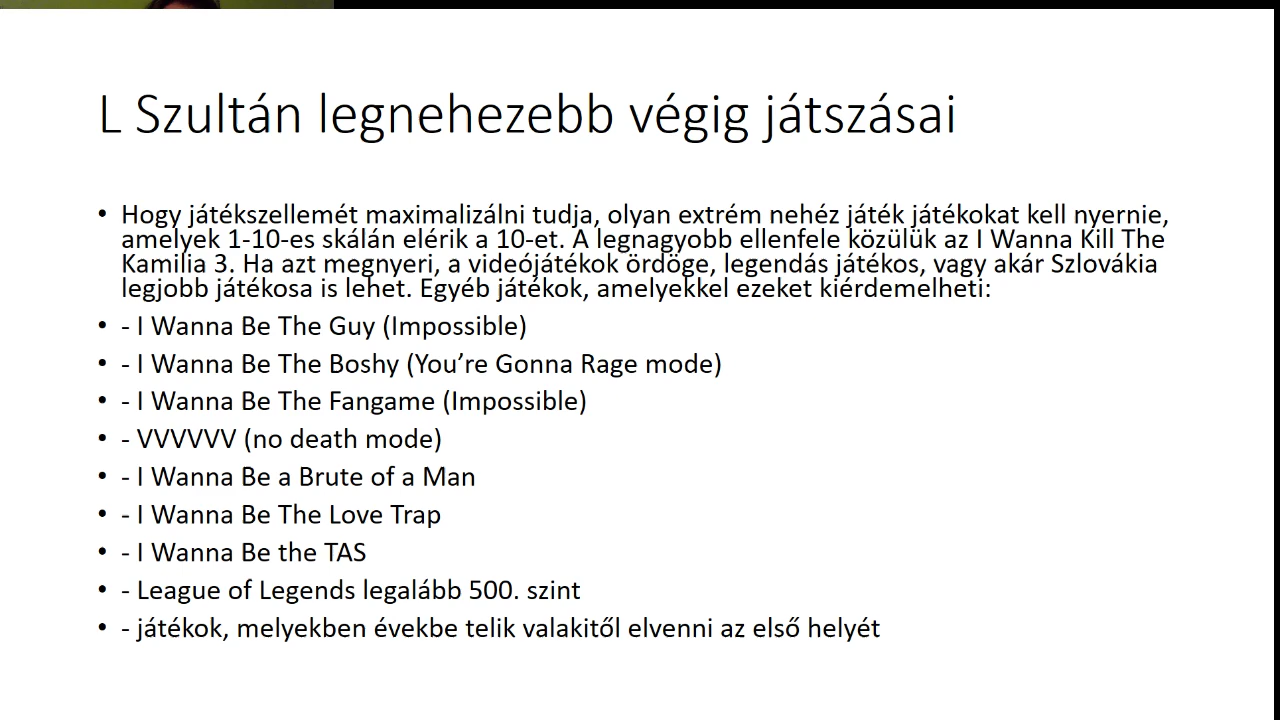 L Szultán legnehezebb végig játszásai
• Hogy játékszellemét maximalizálni tudja, olyan extrém nehéz játék játékokat kell nyernie,
amelyek 1-10-es skálán elérik a 10-et. A legnagyobb ellenfele közülük az I Wanna Kill The
Kamilia 3. Ha azt megnyeri, a videójátékok ördöge, legendás játékos, vagy akár Szlovákia
legjobb játékosa is lehet. Egyéb játékok, amelyekkel ezeket kiérdemelheti:
• - I Wanna Be The Guy (Impossible)
• - I Wanna Be The Boshy (You’re Gonna Rage mode)
• - I Wanna Be The Fangame (Impossible)
• - VVVVVV (no death mode)
• - I Wanna Be a Brute of a Man
• - I Wanna Be The Love Trap
• - I Wanna Be the TAS
• - League of Legends legalább 500. szint
• - játékok, melyekben évekbe telik valakitől elvenni az első helyét